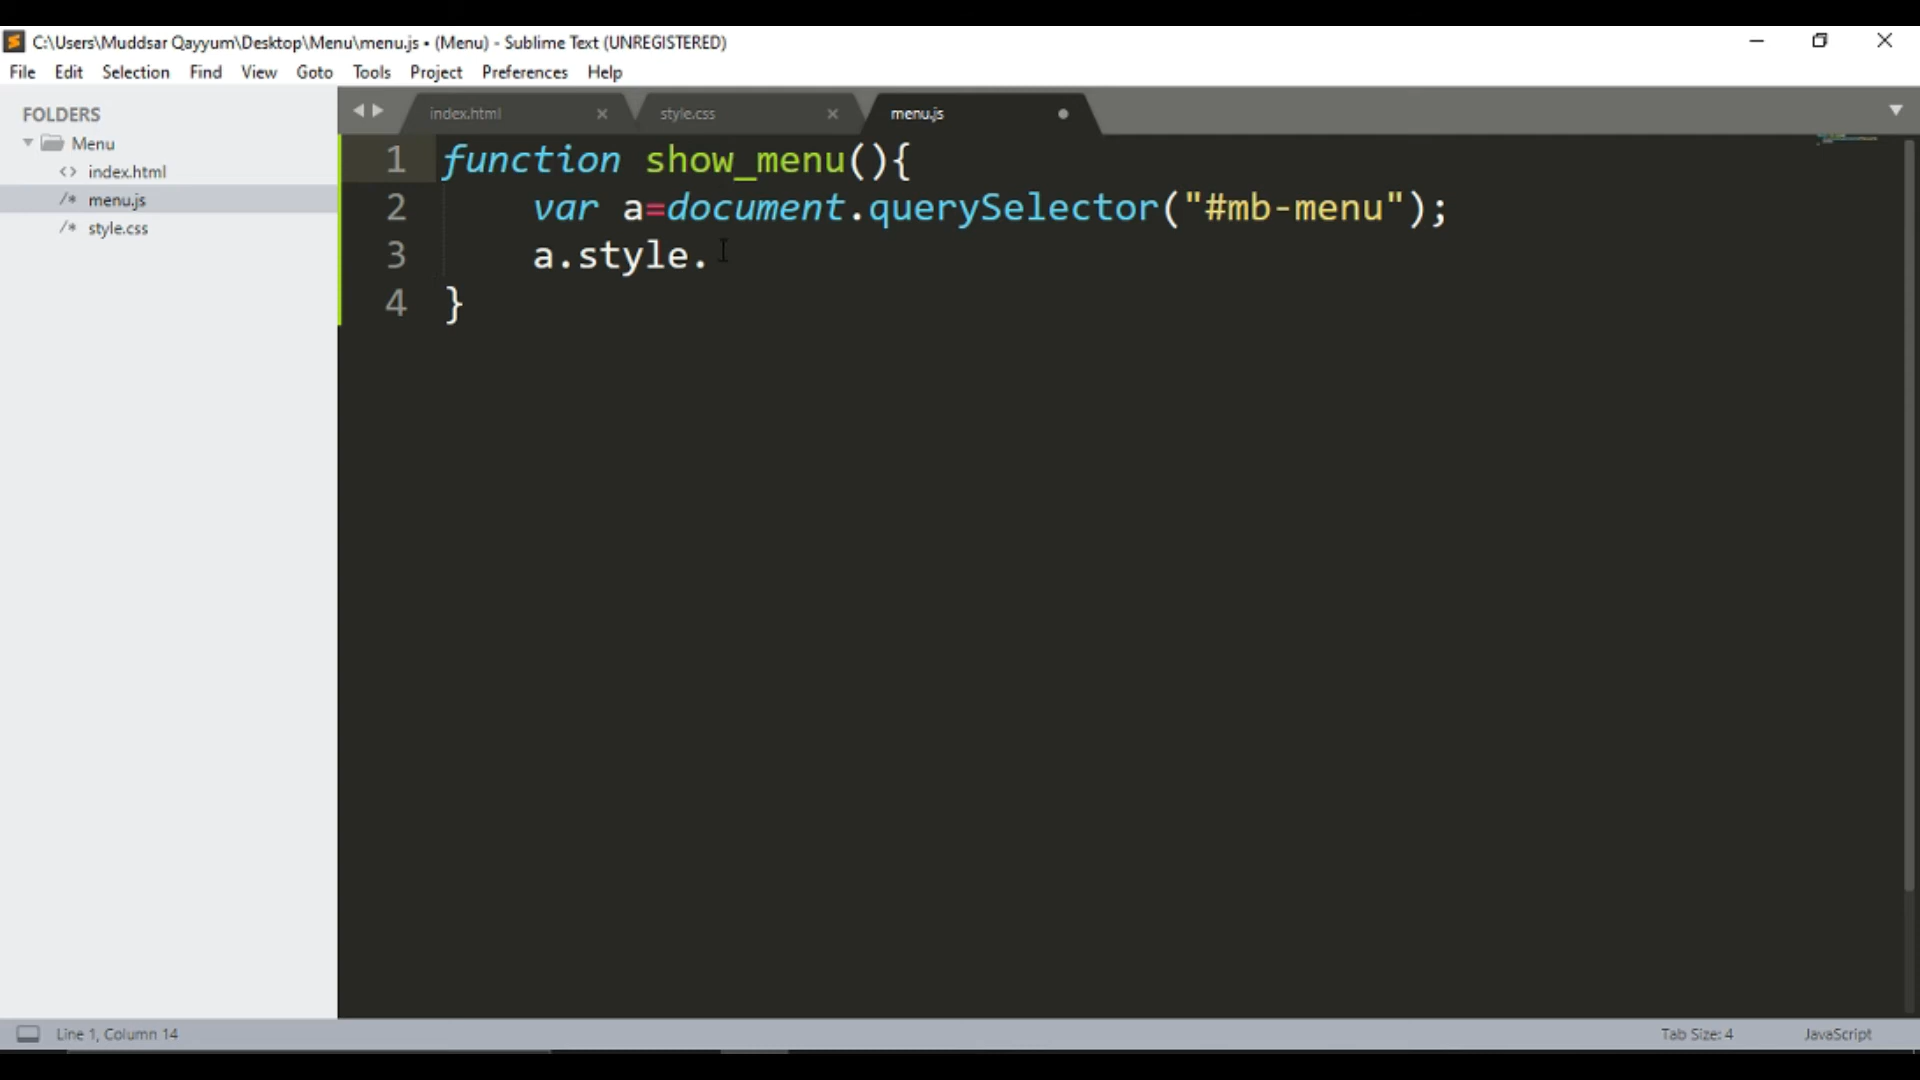 C:\Users\Muddsar Qayyum\Desktop\Menu\menu.js • (Menu) - Sublime Text (UNREGISTERED)
File Edit Selection Find View Goto Tools Project Preferences Help
FOLDERS
Menu
<> index.html
/* menu.js
/* style.css
index.html × style.css × menu.js
1 function show_menu(){
2 var a=document.querySelector("#mb-menu");
3 a.style.
4 }
Line 1, Column 14 Tab Size: 4 JavaScript